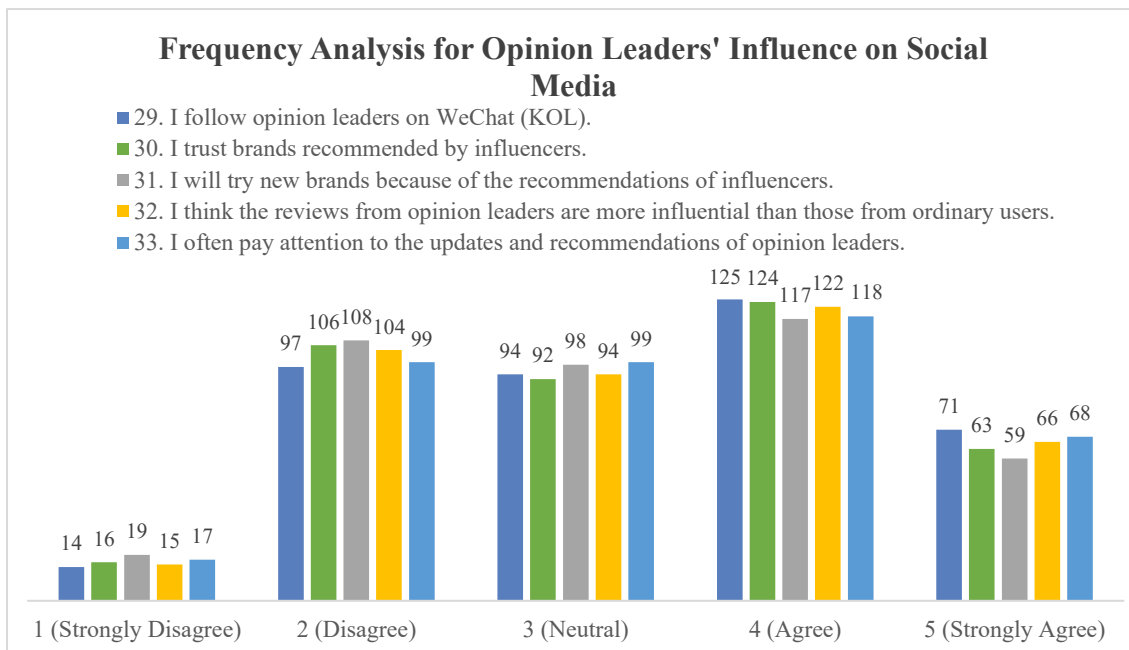 Frequency Analysis for Opinion Leaders' Influence on Social
Media
29. I follow opinion leaders on WeChat (KOL).
30. I trust brands recommended by influencers.
31. I will try new brands because of the recommendations of influencers.
32. I think the reviews from opinion leaders are more influential than those from ordinary users.
33. I often pay attention to the updates and recommendations of opinion leaders.
14 16 19 15 17
97 106 108 104 99
94 92 98 94 99
125 124 117 122 118
71 63 59 66 68
1 (Strongly Disagree) 2 (Disagree) 3 (Neutral) 4 (Agree) 5 (Strongly Agree)